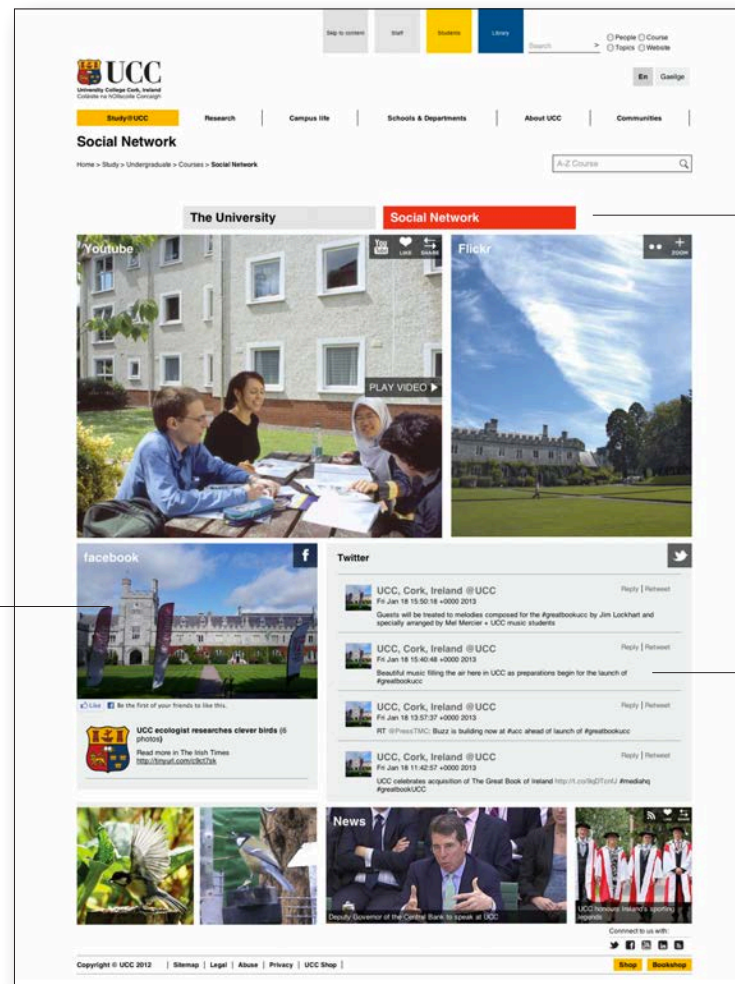 Skip to content
Staff
Students
Library
Search >
People Course
Topics Website
UCC
University College Cork, Ireland
Coláiste na hOllscoile Corcaigh
En Gaeilge
Study@UCC Research Campus life Schools & Departments About UCC Communities
Social Network
Home > Study > Undergraduate > Courses > Social Network
A-Z Course
The University
Social Network
Youtube
You Tube
LIKE
SHARE
PLAY VIDEO
Flickr
ZOOM
facebook
f
Like f Be the first of your friends to like this.
UCC ecologist researches clever birds (6
photos)
Read more in The Irish Times
http://tinyurl.com/c9ct7sk
Twitter
UCC, Cork, Ireland @UCC Reply | Retweet
Fri Jan 18 15:50:18 +0000 2013
Guests will be treated to melodies composed for the #greatbookucc by Jim Lockhart and
specially arranged by Mel Mercier + UCC music students
UCC, Cork, Ireland @UCC Reply | Retweet
Fri Jan 18 15:40:48 +0000 2013
Beautiful music filling the air here in UCC as preparations begin for the launch of
#greatbookucc
UCC, Cork, Ireland @UCC Reply | Retweet
Fri Jan 18 13:57:37 +0000 2013
RT @PressTMC: Buzz is building now at #ucc ahead of launch of #greatbookucc
UCC, Cork, Ireland @UCC Reply | Retweet
Fri Jan 18 11:42:57 +0000 2013
UCC celebrates acquisition of The Great Book of Ireland #mediahq
#greatbookUCC
News
Deputy Governor of the Central Bank to speak at UCC
LIKE
SHARE
UCC honours Ireland's sporting
legends
Connnect to us with:
Copyright © UCC 2012 | Sitemap | Legal | Abuse | Privacy | UCC Shop |
Shop Bookshop